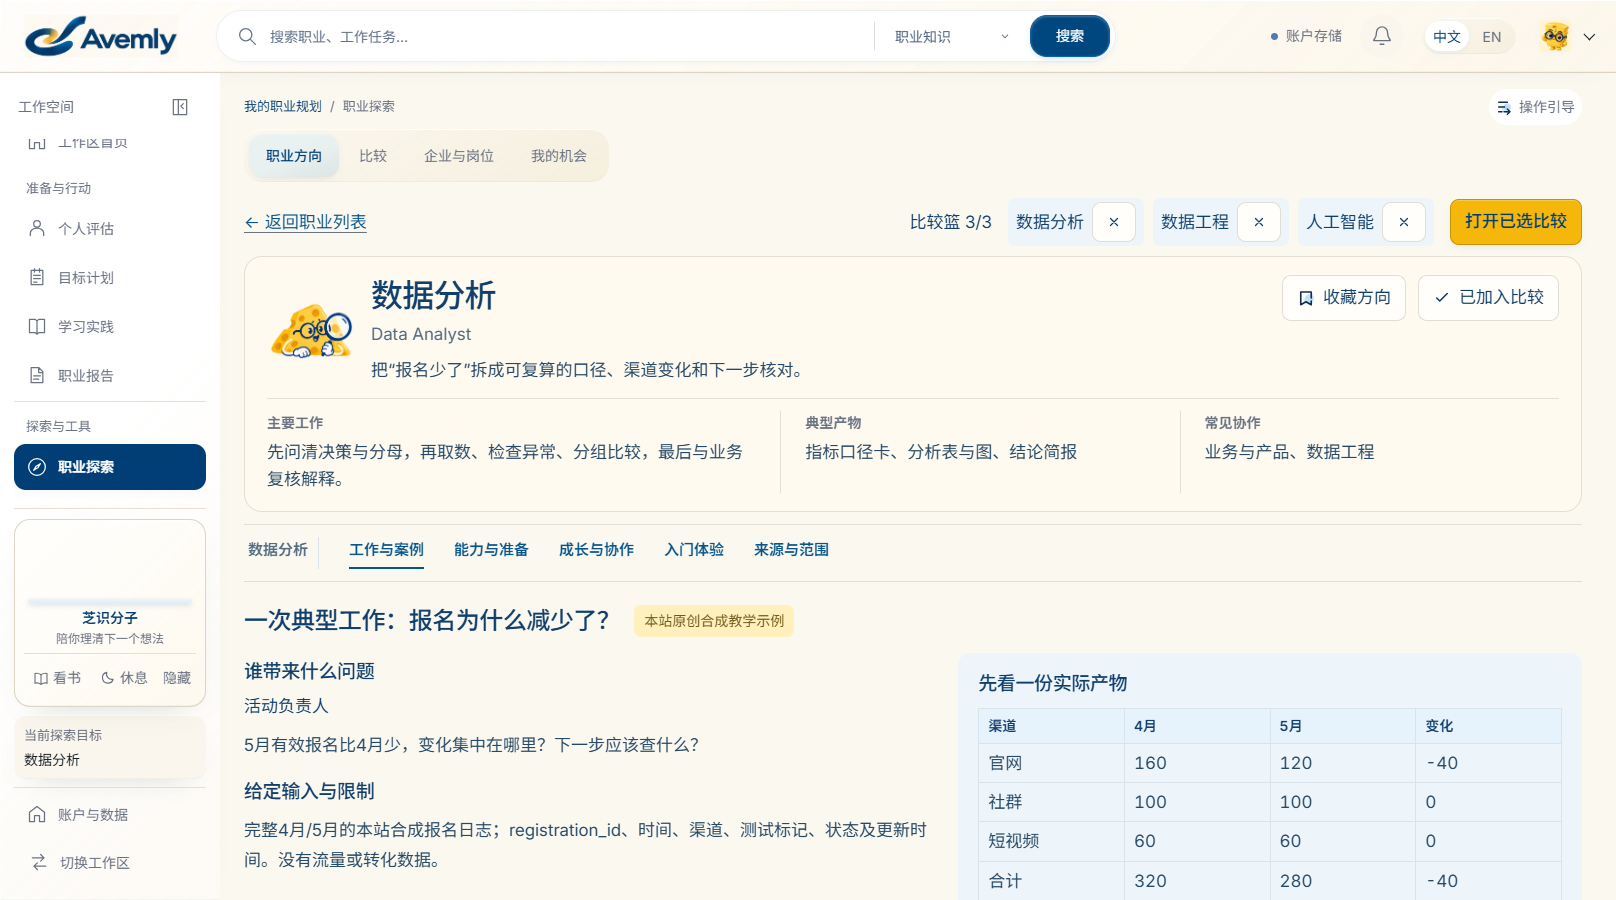 Avemly
搜索职业、工作任务...
职业知识
搜索
账户存储
中文
EN
工作空间
工作区首页
准备与行动
个人评估
目标计划
学习实践
职业报告
探索与工具
职业探索
芝识分子
陪你理清下一个想法
看书
休息
隐藏
当前探索目标
数据分析
账户与数据
切换工作区
我的职业规划 / 职业探索
操作引导
职业方向
比较
企业与岗位
我的机会
← 返回职业列表
比较篮 3/3
数据分析 ×
数据工程 ×
人工智能 ×
打开已选比较
数据分析
Data Analyst
把“报名少了”拆成可复算的口径、渠道变化和下一步核对。
收藏方向
已加入比较
主要工作
先问清决策与分母，再取数、检查异常、分组比较，最后与业务
复核解释。
典型产物
指标口径卡、分析表与图、结论简报
常见协作
业务与产品、数据工程
数据分析
工作与案例
能力与准备
成长与协作
入门体验
来源与范围
一次典型工作：报名为什么减少了？
本站原创合成教学示例
谁带来什么问题
活动负责人
5月有效报名比4月少，变化集中在哪里？下一步应该查什么？
给定输入与限制
完整4月/5月的本站合成报名日志；registration_id、时间、渠道、测试标记、状态及更新时
间。没有流量或转化数据。
先看一份实际产物
渠道 4月 5月 变化
官网 160 120 -40
社群 100 100 0
短视频 60 60 0
合计 320 280 -40